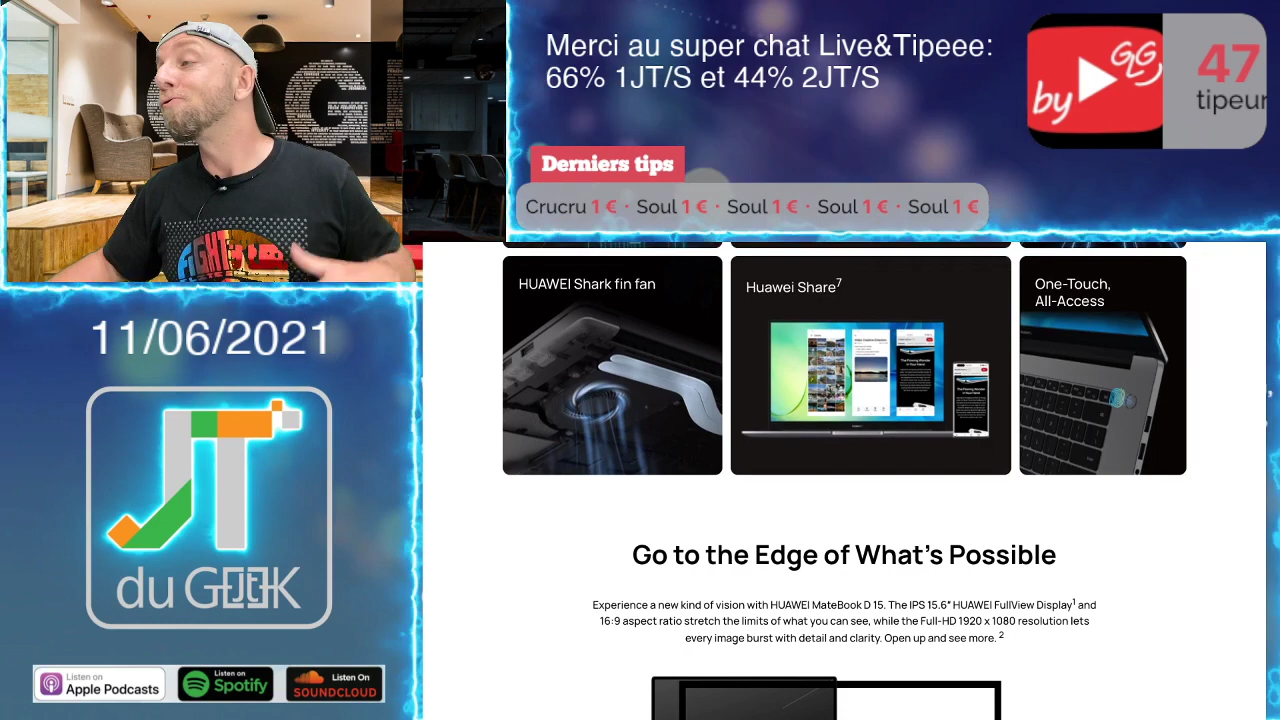 Merci au super chat Live&Tipeee:
66% 1JT/S et 44% 2JT/S
by GLG
47
tipeur
Derniers tips
Crucru 1 € · Soul 1 € · Soul 1 € · Soul 1 € · Soul 1 €
FIGHT
HUAWEI Shark fin fan
Huawei Share7
One-Touch,
All-Access
11/06/2021
JT
du GEEK
Go to the Edge of What's Possible
Experience a new kind of vision with HUAWEI MateBook D 15. The IPS 15.6" HUAWEI FullView Display1 and
16:9 aspect ratio stretch the limits of what you can see, while the Full-HD 1920 x 1080 resolution lets
every image burst with detail and clarity. Open up and see more. 2
Listen on
Apple Podcasts
Listen on
Spotify
Listen On
SOUNDCLOUD